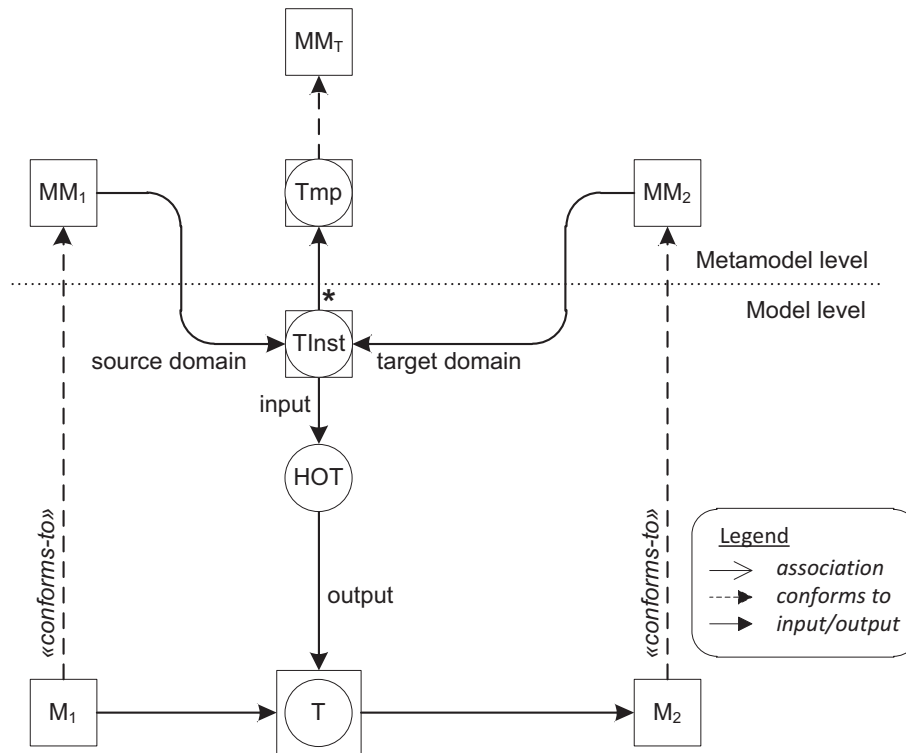 MM₁
MM_T
Tmp
MM₂
Metamodel level
*
Model level
TInst
source domain
target domain
input
HOT
«conforms-to»
«conforms-to»
output
Legend
association
conforms to
input/output
M₁
T
M₂